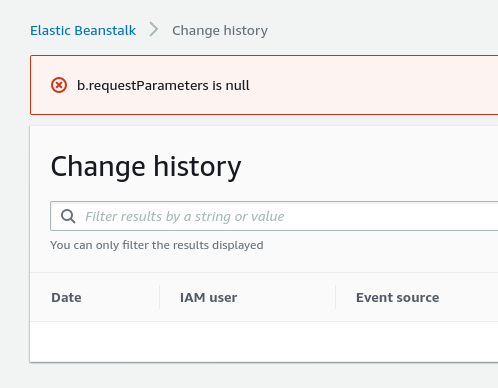 Elastic Beanstalk > Change history
b.requestParameters is null
Change history
Filter results by a string or value
You can only filter the results displayed
Date IAM user Event source